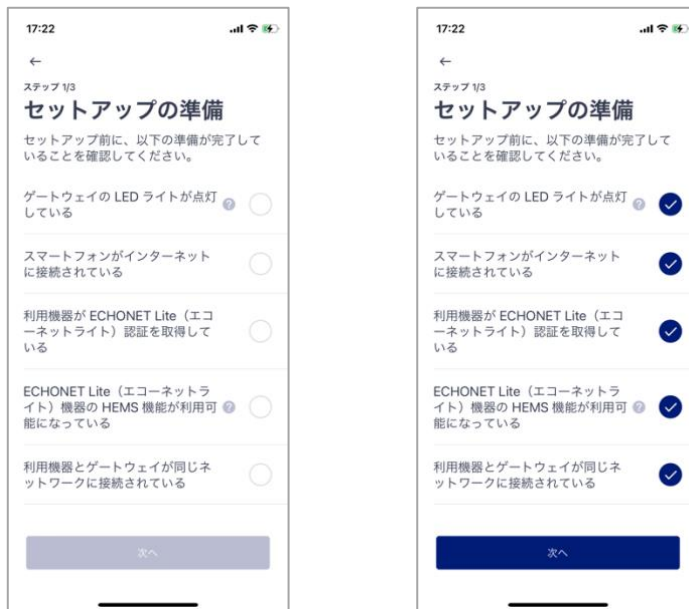 17:22
ステップ 1/3
セットアップの準備
セットアップ前に、以下の準備が完了して
いることを確認してください。
ゲートウェイの LED ライトが点灯
している
?
スマートフォンがインターネット
に接続されている
利用機器が ECHONET Lite（エコ
ーネットライト）認証を取得して
いる
ECHONET Lite（エコーネットラ
イト）機器の HEMS 機能が利用可
能になっている
?
利用機器とゲートウェイが同じネ
ットワークに接続されている
次へ
17:22
ステップ 1/3
セットアップの準備
セットアップ前に、以下の準備が完了して
いることを確認してください。
ゲートウェイの LED ライトが点灯
している
?
スマートフォンがインターネット
に接続されている
利用機器が ECHONET Lite（エコ
ーネットライト）認証を取得して
いる
ECHONET Lite（エコーネットラ
イト）機器の HEMS 機能が利用可
能になっている
?
利用機器とゲートウェイが同じネ
ットワークに接続されている
次へ